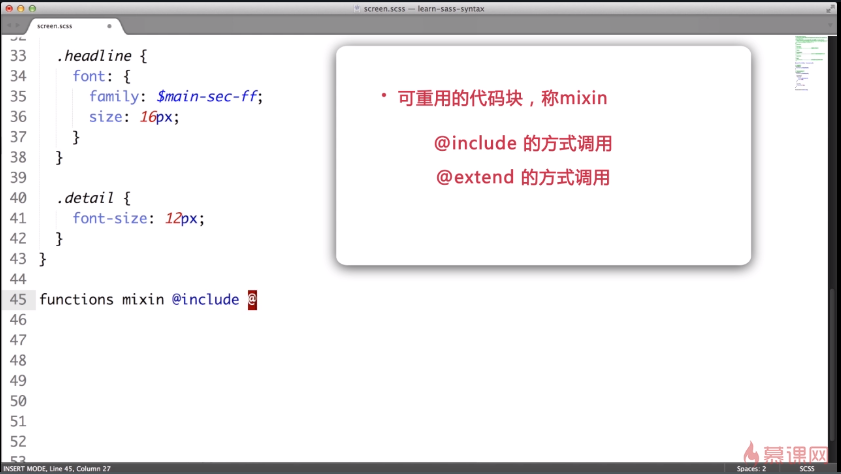 screen.scss — learn-sass-syntax
screen.scss
32
33 .headline {
34 font: {
35 family: $main-sec-ff;
36 size: 16px;
37 }
38 }
39
40 .detail {
41 font-size: 12px;
42 }
43 }
44
45 functions mixin @include @
46
47
48
49
50
51
52
53
• 可重用的代码块，称mixin
@include 的方式调用
@extend 的方式调用
慕课网
INSERT MODE, Line 45, Column 27
Spaces: 2
SCSS